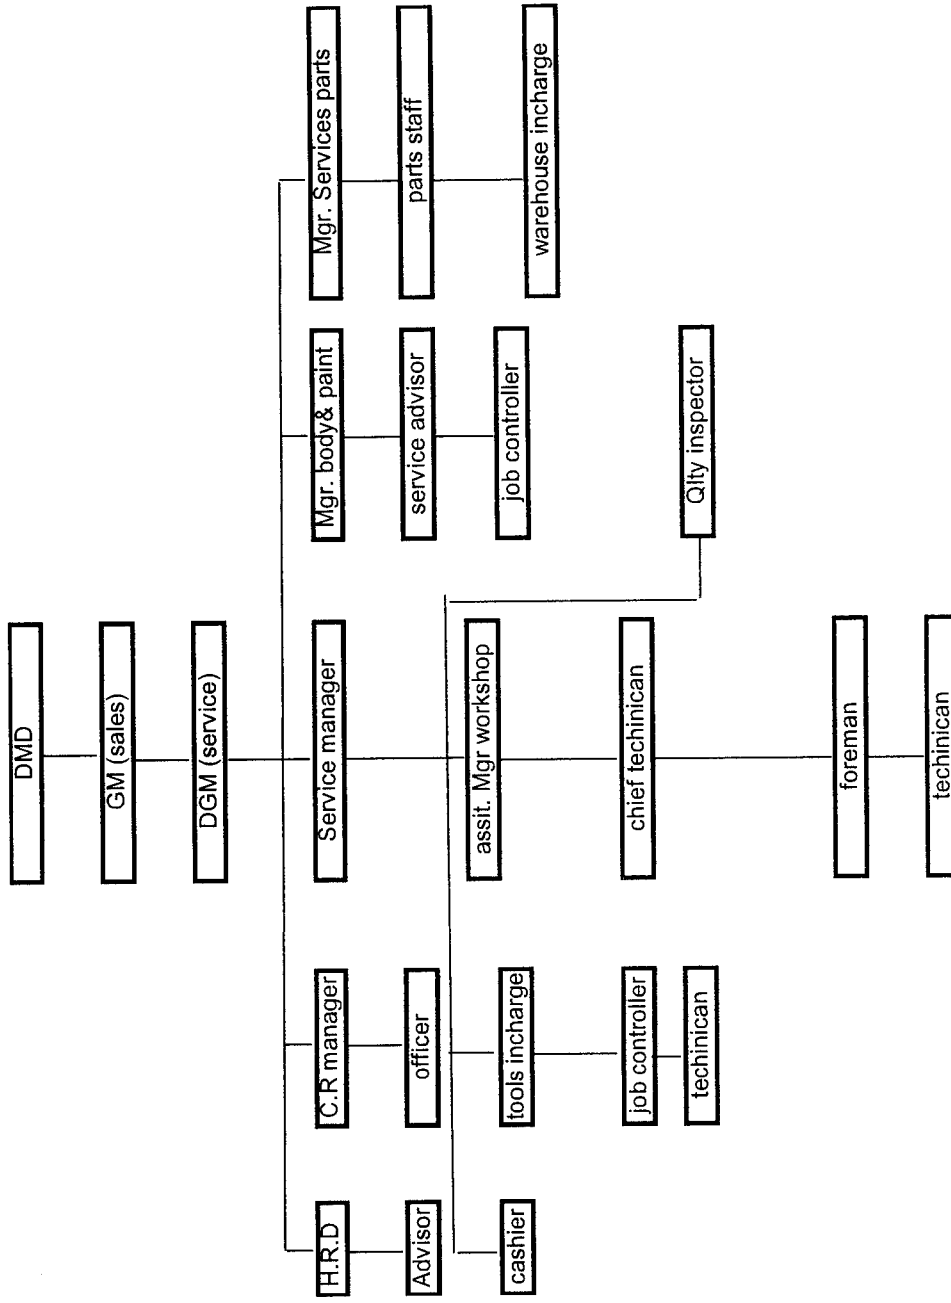 DMD
GM (sales)
DGM (service)
H.R.D
C.R manager
Service manager
Mgr. body& paint
Mgr. Services parts
Advisor
officer
service advisor
parts staff
cashier
tools incharge
assit. Mgr workshop
job controller
warehouse incharge
job controller
chief techinican
techinican
Qlty inspector
foreman
techinican